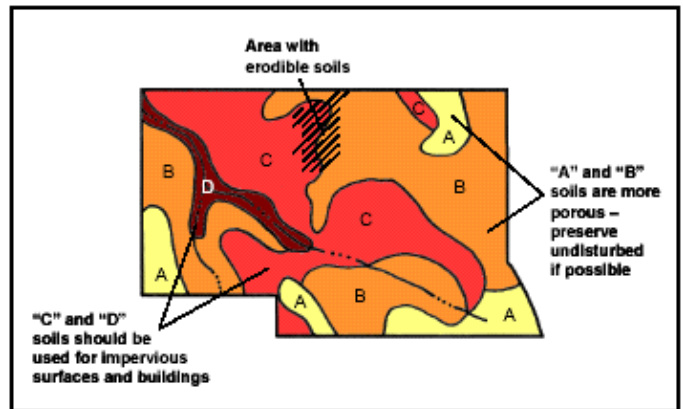 Area with
erodible soils
C
A
B
D
C
B
C
"A" and "B"
soils are more
porous –
preserve
undisturbed
if possible
A
A
B
A
"C" and "D"
soils should be
used for impervious
surfaces and buildings